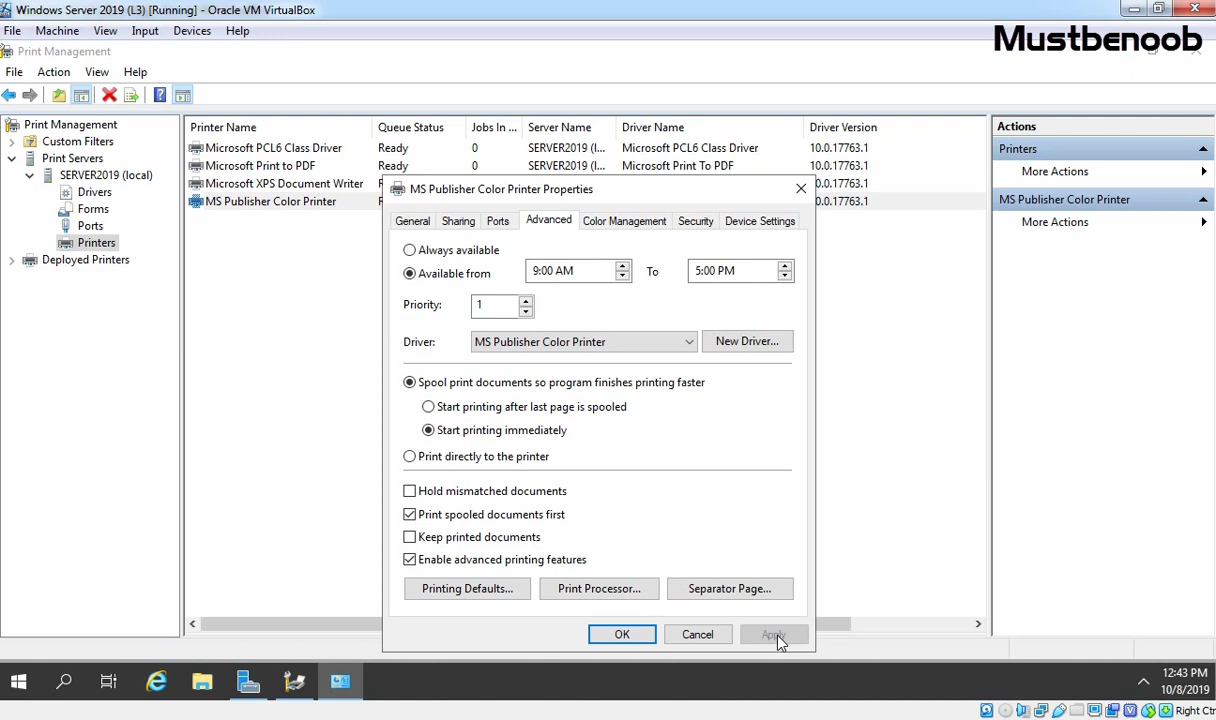 Windows Server 2019 (L3) [Running] - Oracle VM VirtualBox
File Machine View Input Devices Help
Mustbenoob
Print Management
File Action View Help
Print Management
Custom Filters
Print Servers
SERVER2019 (local)
Drivers
Forms
Ports
Printers
Deployed Printers
Printer Name Queue Status Jobs In ... Server Name Driver Name Driver Version
Microsoft PCL6 Class Driver Ready 0 SERVER2019 (l... Microsoft PCL6 Class Driver 10.0.17763.1
Microsoft Print to PDF Ready 0 SERVER2019 (l... Microsoft Print To PDF 10.0.17763.1
Microsoft XPS Document Writer 0.0.17763.1
MS Publisher Color Printer 0.0.17763.1
Actions
Printers
More Actions
MS Publisher Color Printer
More Actions
MS Publisher Color Printer Properties
General Sharing Ports Advanced Color Management Security Device Settings
Always available
Available from 9:00 AM To 5:00 PM
Priority: 1
Driver: MS Publisher Color Printer New Driver...
Spool print documents so program finishes printing faster
Start printing after last page is spooled
Start printing immediately
Print directly to the printer
Hold mismatched documents
Print spooled documents first
Keep printed documents
Enable advanced printing features
Printing Defaults... Print Processor... Separator Page...
OK Cancel Apply
12:43 PM
10/8/2019
Right Ctr